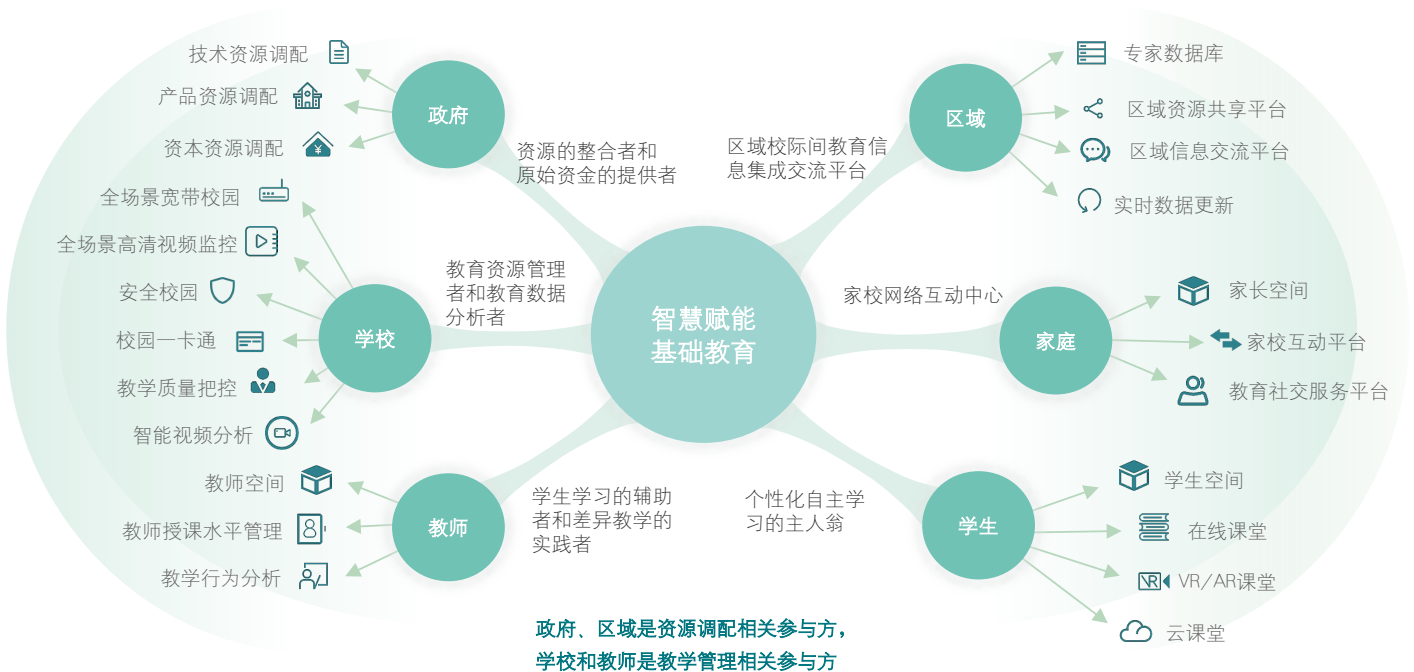 技术资源调配
产品资源调配
资本资源调配
政府
资源的整合者和
原始资金的提供者
全场景宽带校园
全场景高清视频监控
安全校园
校园一卡通
教学质量把控
智能视频分析
学校
教育资源管理
者和教育数据
分析者
教师空间
教师授课水平管理
教学行为分析
教师
学生学习的辅助
者和差异教学的
实践者
智慧赋能
基础教育
区域校际间教育信
息集成交流平台
区域
专家数据库
区域资源共享平台
区域信息交流平台
实时数据更新
家校网络互动中心
家庭
家长空间
家校互动平台
教育社交服务平台
个性化自主学
习的主人翁
学生
学生空间
在线课堂
VR
VR/AR课堂
云课堂
政府、区域是资源调配相关参与方，
学校和教师是教学管理相关参与方